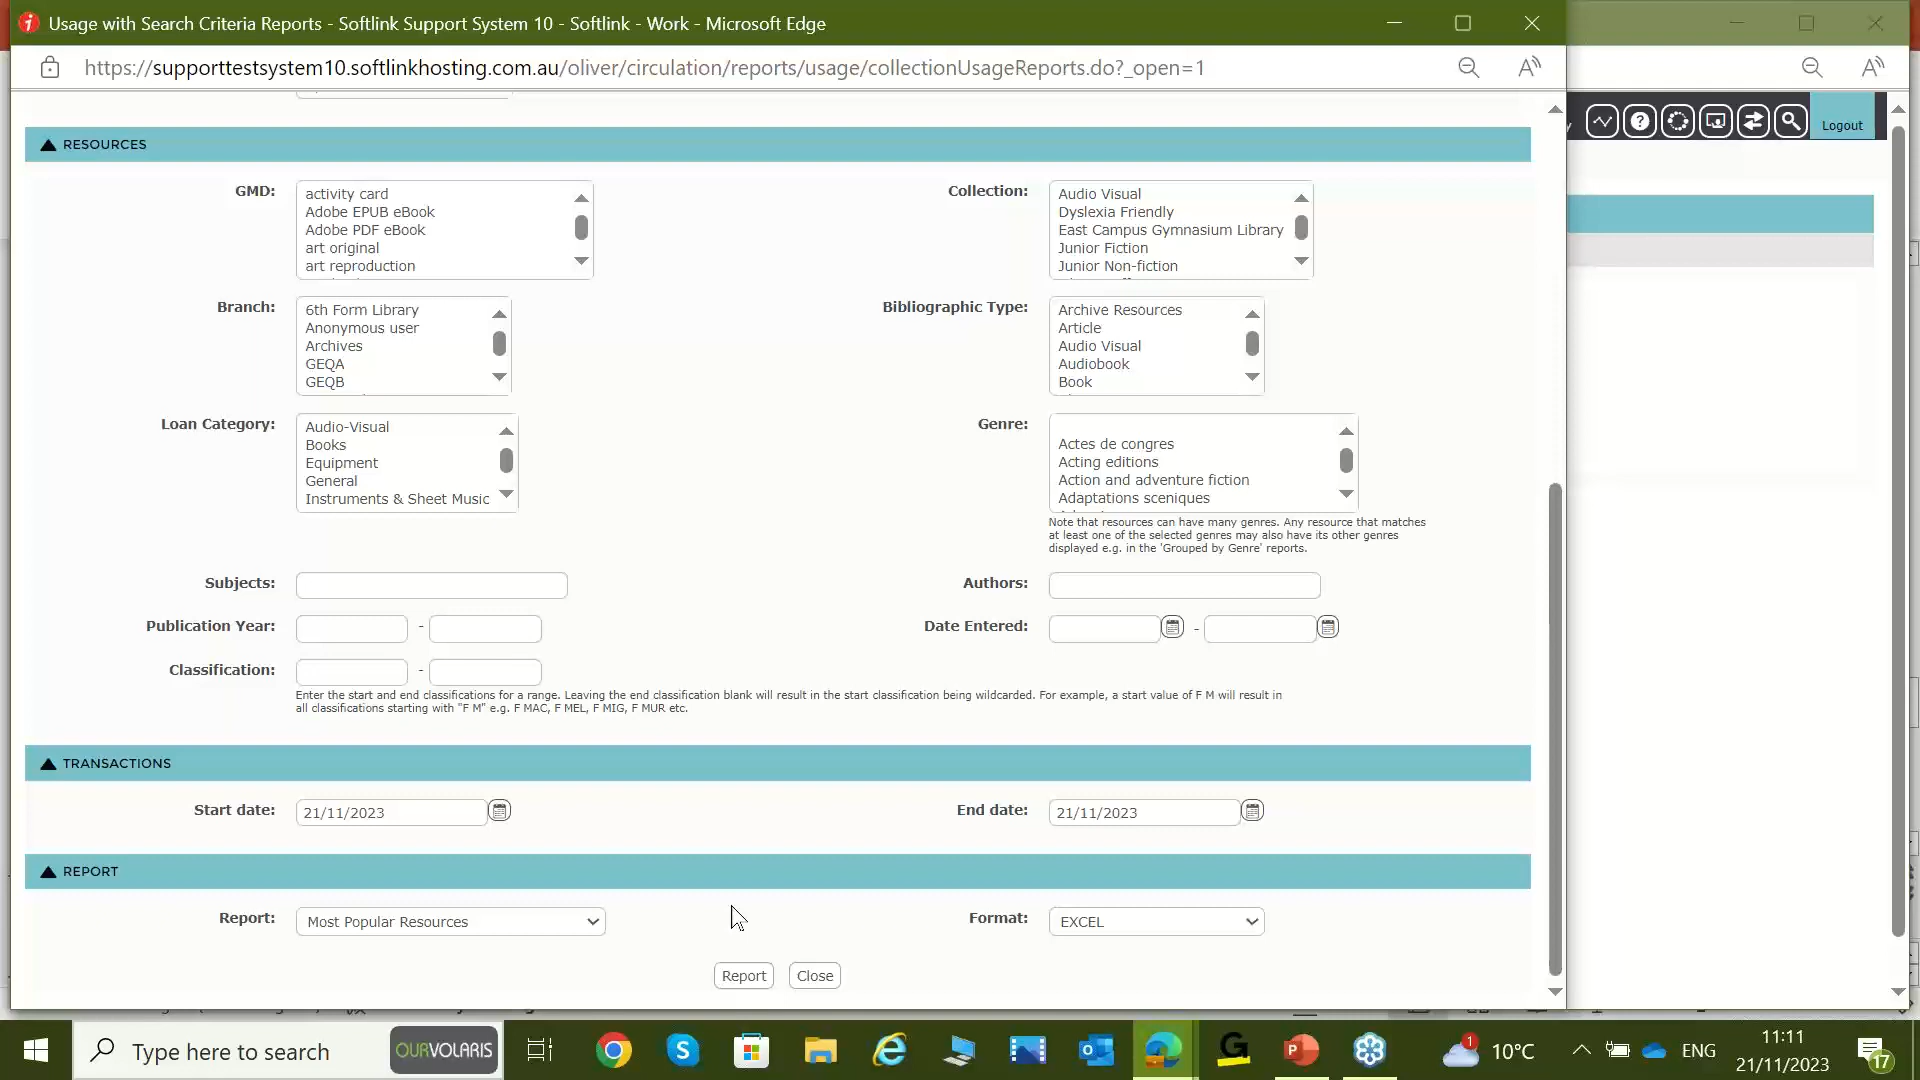 Usage with Search Criteria Reports - Softlink Support System 10 - Softlink - Work - Microsoft Edge
https://supporttestsystem10.softlinkhosting.com.au/oliver/circulation/reports/usage/collectionUsageReports.do?_open=1
Logout
RESOURCES
GMD:
activity card
Adobe EPUB eBook
Adobe PDF eBook
art original
art reproduction
Collection:
Audio Visual
Dyslexia Friendly
East Campus Gymnasium Library
Junior Fiction
Junior Non-fiction
Branch:
6th Form Library
Anonymous user
Archives
GEQA
GEQB
Bibliographic Type:
Archive Resources
Article
Audio Visual
Audiobook
Book
Loan Category:
Audio-Visual
Books
Equipment
General
Instruments & Sheet Music
Genre:
Actes de congres
Acting editions
Action and adventure fiction
Adaptations sceniques
Note that resources can have many genres. Any resource that matches
at least one of the selected genres may also have its other genres
displayed e.g. in the 'Grouped by Genre' reports.
Subjects:
Authors:
Publication Year: -
Date Entered: -
Classification: -
Enter the start and end classifications for a range. Leaving the end classification blank will result in the start classification being wildcarded. For example, a start value of F M will result in
all classifications starting with "F M" e.g. F MAC, F MEL, F MIG, F MUR etc.
TRANSACTIONS
Start date: 21/11/2023
End date: 21/11/2023
REPORT
Report: Most Popular Resources
Format: EXCEL
Report Close
Type here to search
OURVOLARIS
1
10°C
ENG
11:11
21/11/2023
17